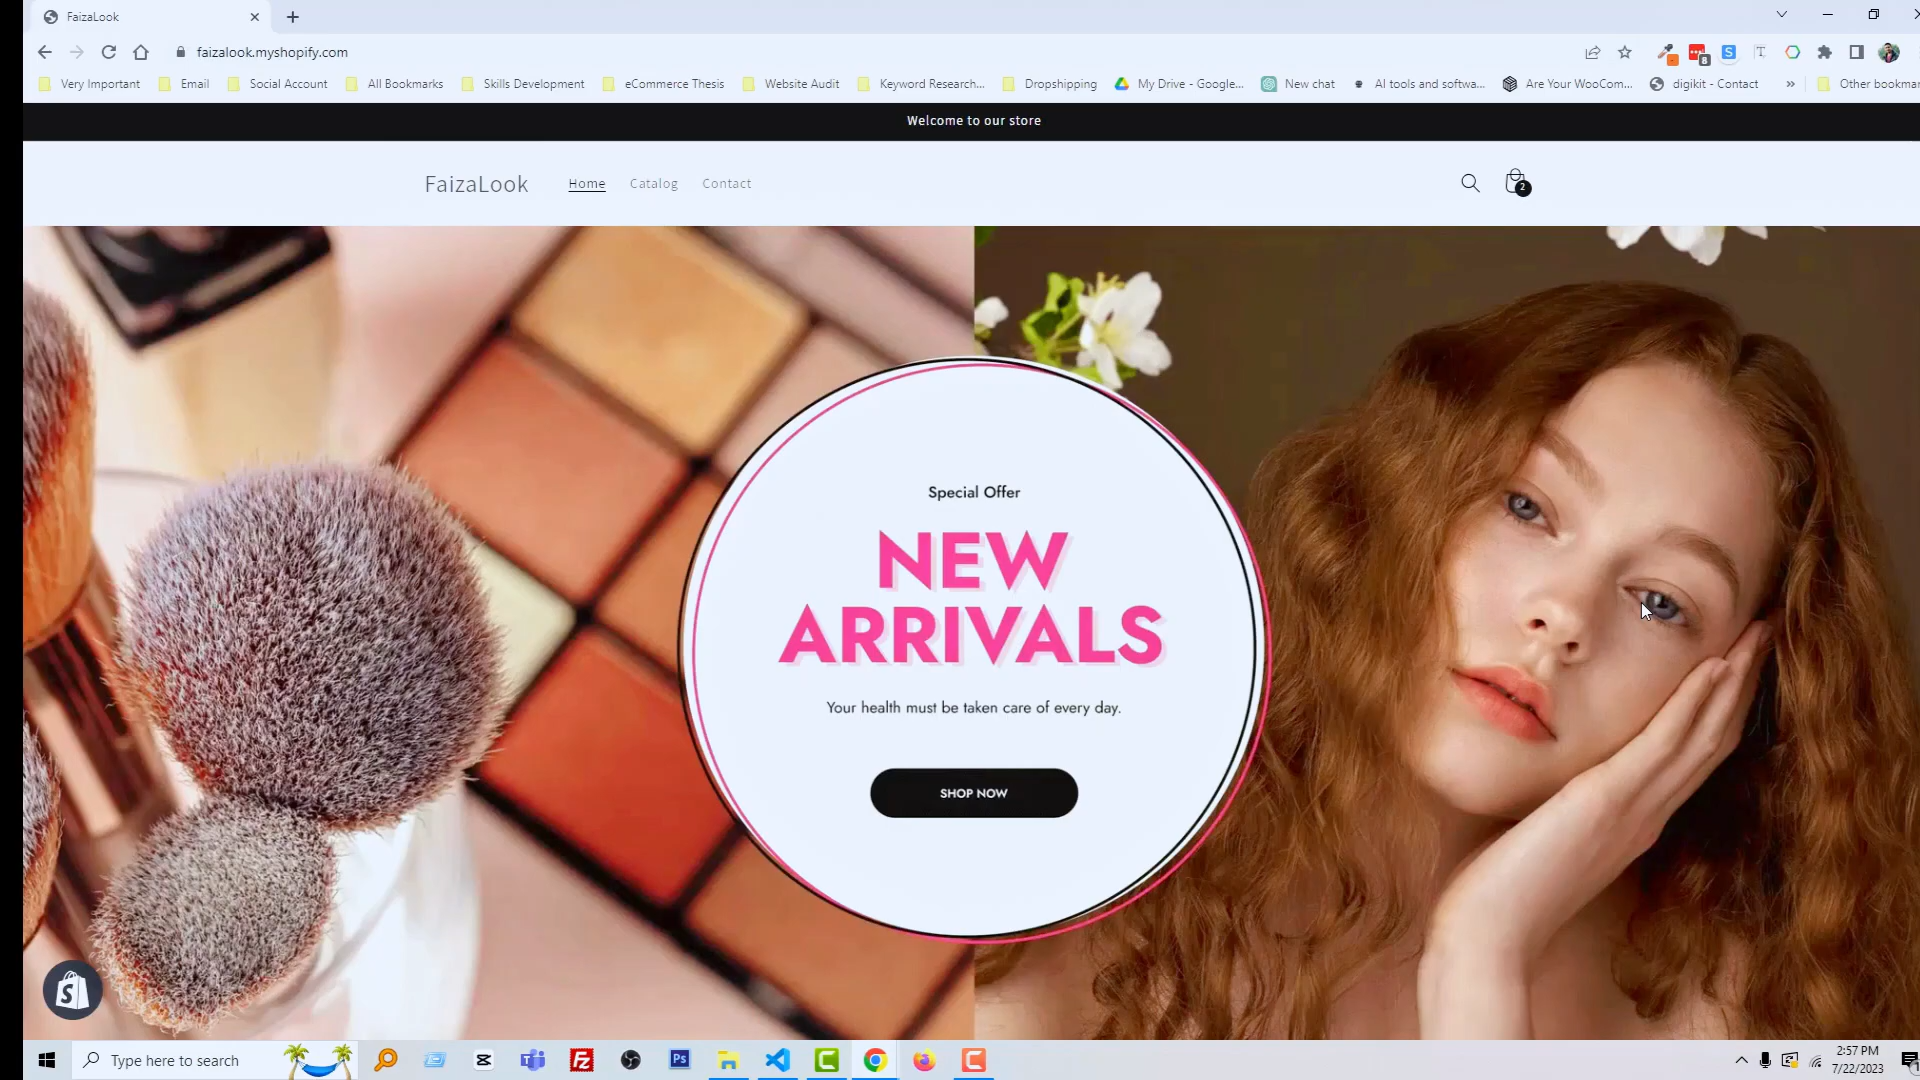 FaizaLook
faizalook.myshopify.com
8
S
T
Very Important
Email
Social Account
All Bookmarks
Skills Development
eCommerce Thesis
Website Audit
Keyword Research...
Dropshipping
My Drive - Google...
New chat
AI tools and softwa...
Are Your WooCom...
digikit - Contact
»
Other bookmar
Welcome to our store
FaizaLook
Home
Catalog
Contact
2
Special Offer
NEW
ARRIVALS
Your health must be taken care of every day.
SHOP NOW
S
Type here to search
Fz
Ps
2:57 PM
7/22/2023